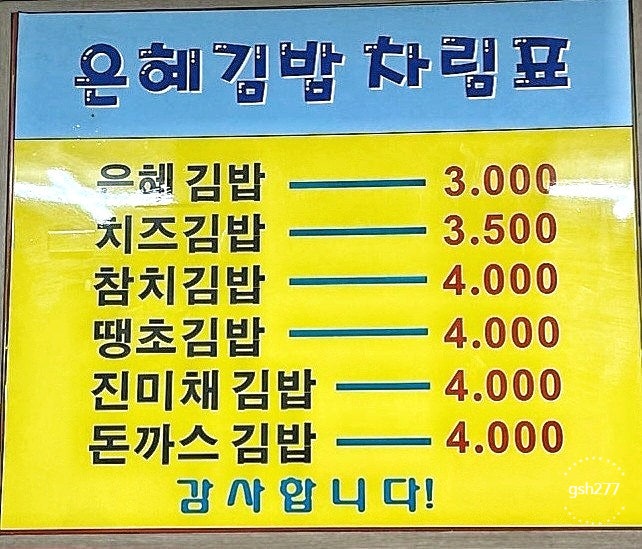 은혜김밥 차림표
은혜 김밥 3.000
치즈김밥 3.500
참치김밥 4.000
땡초김밥 4.000
진미채 김밥 4.000
돈까스 김밥 4.000
감사합니다!
gsh277